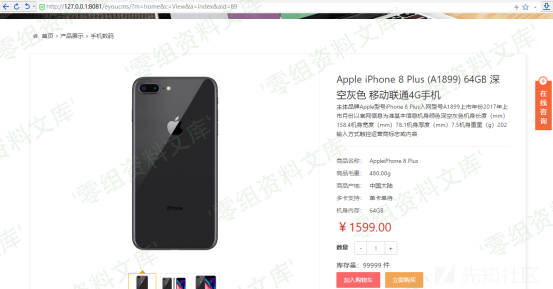 http://127.0.0.1:8081/eyoucms/?m=home&c=View&a=index&aid=89
首页 > 产品展示 > 手机数码
Apple iPhone 8 Plus (A1899) 64GB 深
空灰色 移动联通4G手机
主体品牌Apple型号iPhone 8 Plus入网型号A1899上市年份2017年上
市月份以官网信息为准基本信息机身颜色深空灰色机身长度（mm）
158.4机身宽度（mm）78.1机身厚度（mm）7.5机身重量（g）202
输入方式触控运营商标志或内容
商品名称： AppleiPhone 8 Plus
商品毛重： 480.00g
商品产地： 中国大陆
多卡支持： 单卡单待
机身内存： 64GB
￥1599.00
数量 - 1 +
库存量：99999 件
加入购物车 立即购买
在线咨询
iPhone
零组资料文库
先知社区